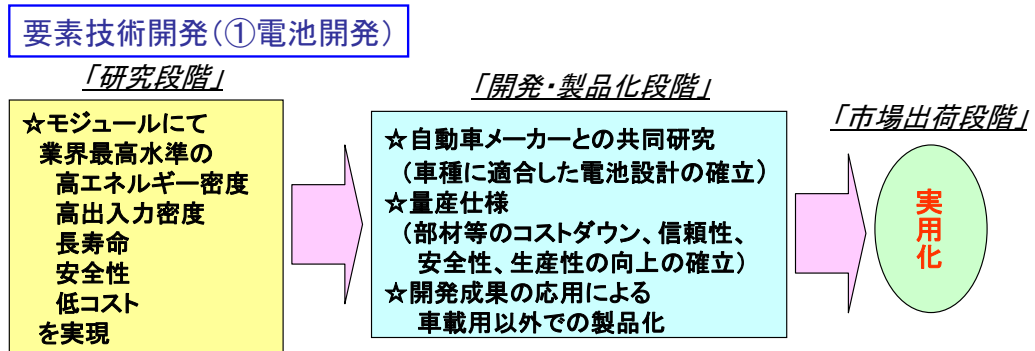 要素技術開発(①電池開発)
「研究段階」
☆モジュールにて
業界最高水準の
高エネルギー密度
高出入力密度
長寿命
安全性
低コスト
を実現
「開発・製品化段階」
☆自動車メーカーとの共同研究
(車種に適合した電池設計の確立)
☆量産仕様
(部材等のコストダウン、信頼性、
安全性、生産性の向上の確立)
☆開発成果の応用による
車載用以外での製品化
「市場出荷段階」
実用化